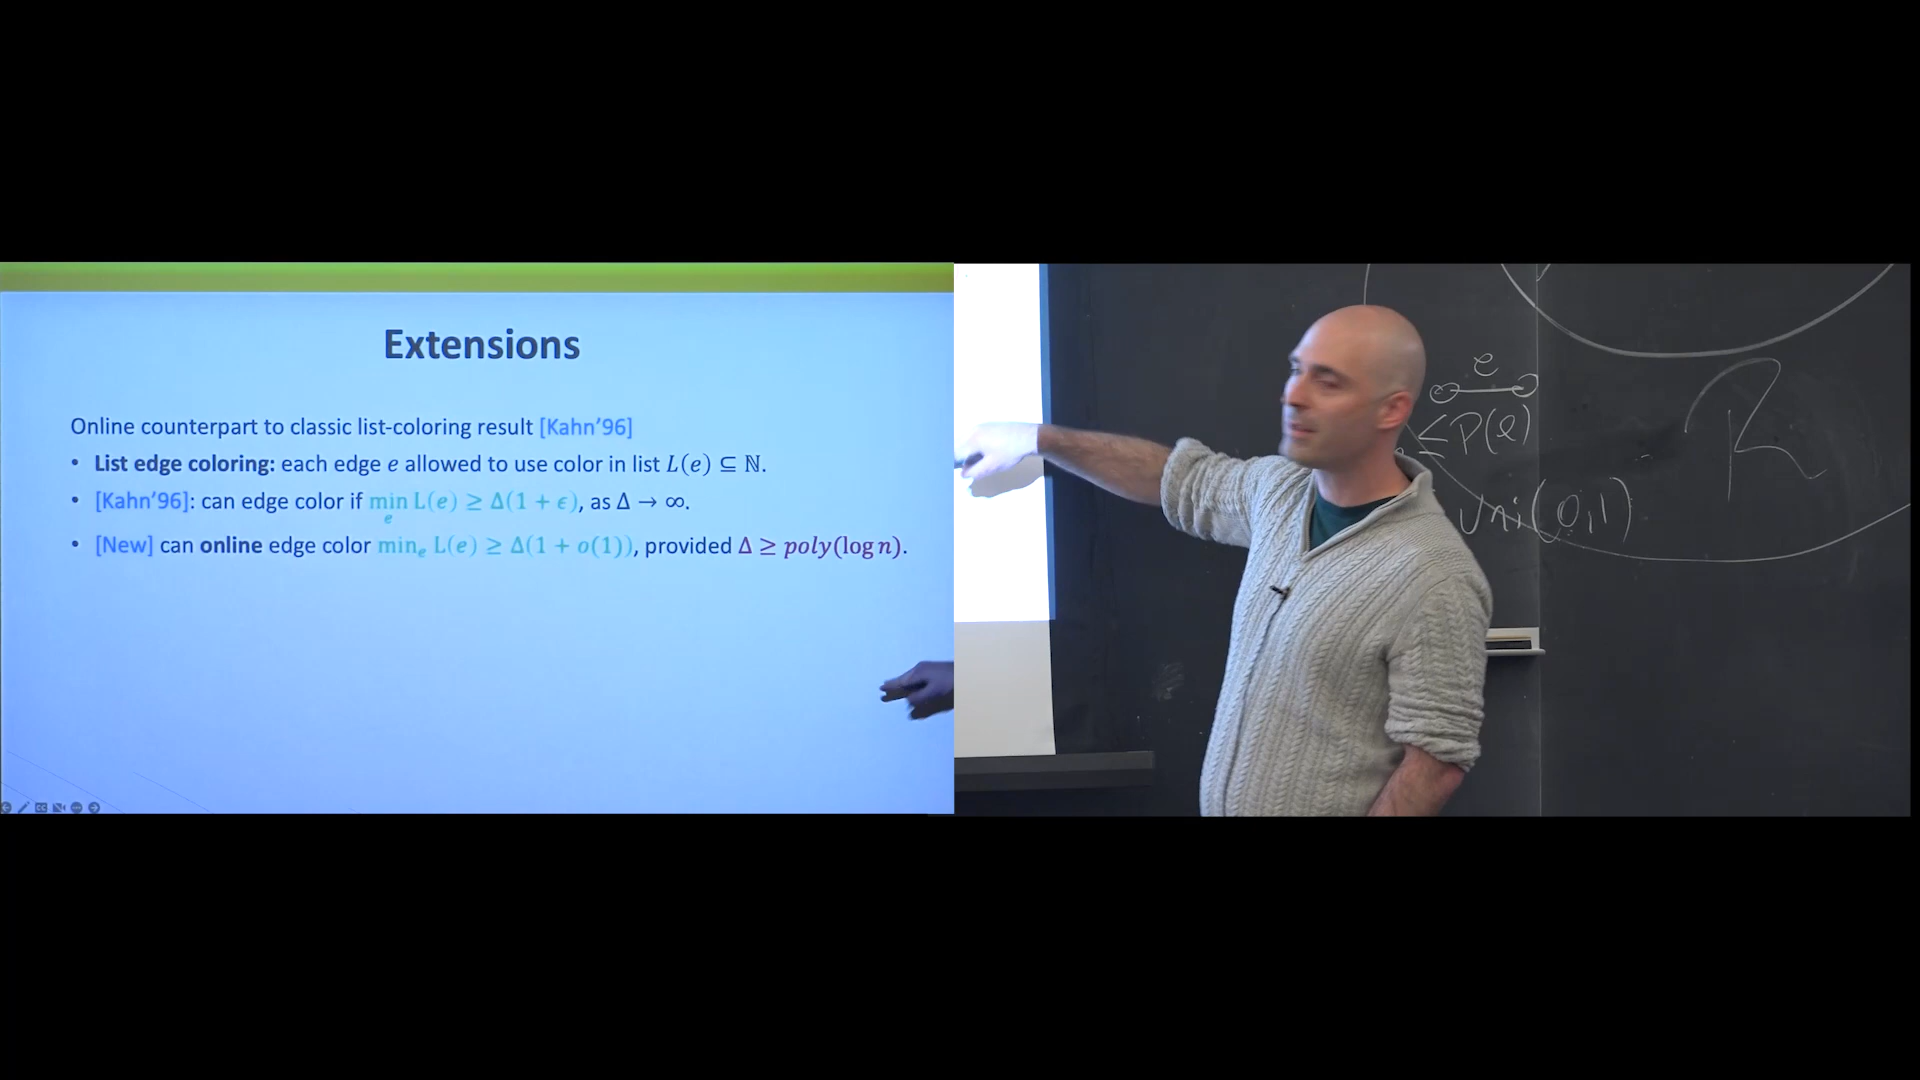 Extensions
Online counterpart to classic list-coloring result [Kahn’96]
• List edge coloring: each edge e allowed to use color in list L(e) ⊆ ℕ.
• [Kahn’96]: can edge color if min_e L(e) ≥ Δ(1 + ϵ), as Δ → ∞.
• [New] can online edge color min_e L(e) ≥ Δ(1 + o(1)), provided Δ ≥ poly(log n).
e
≤ P(e)
Uni(0,1)
R